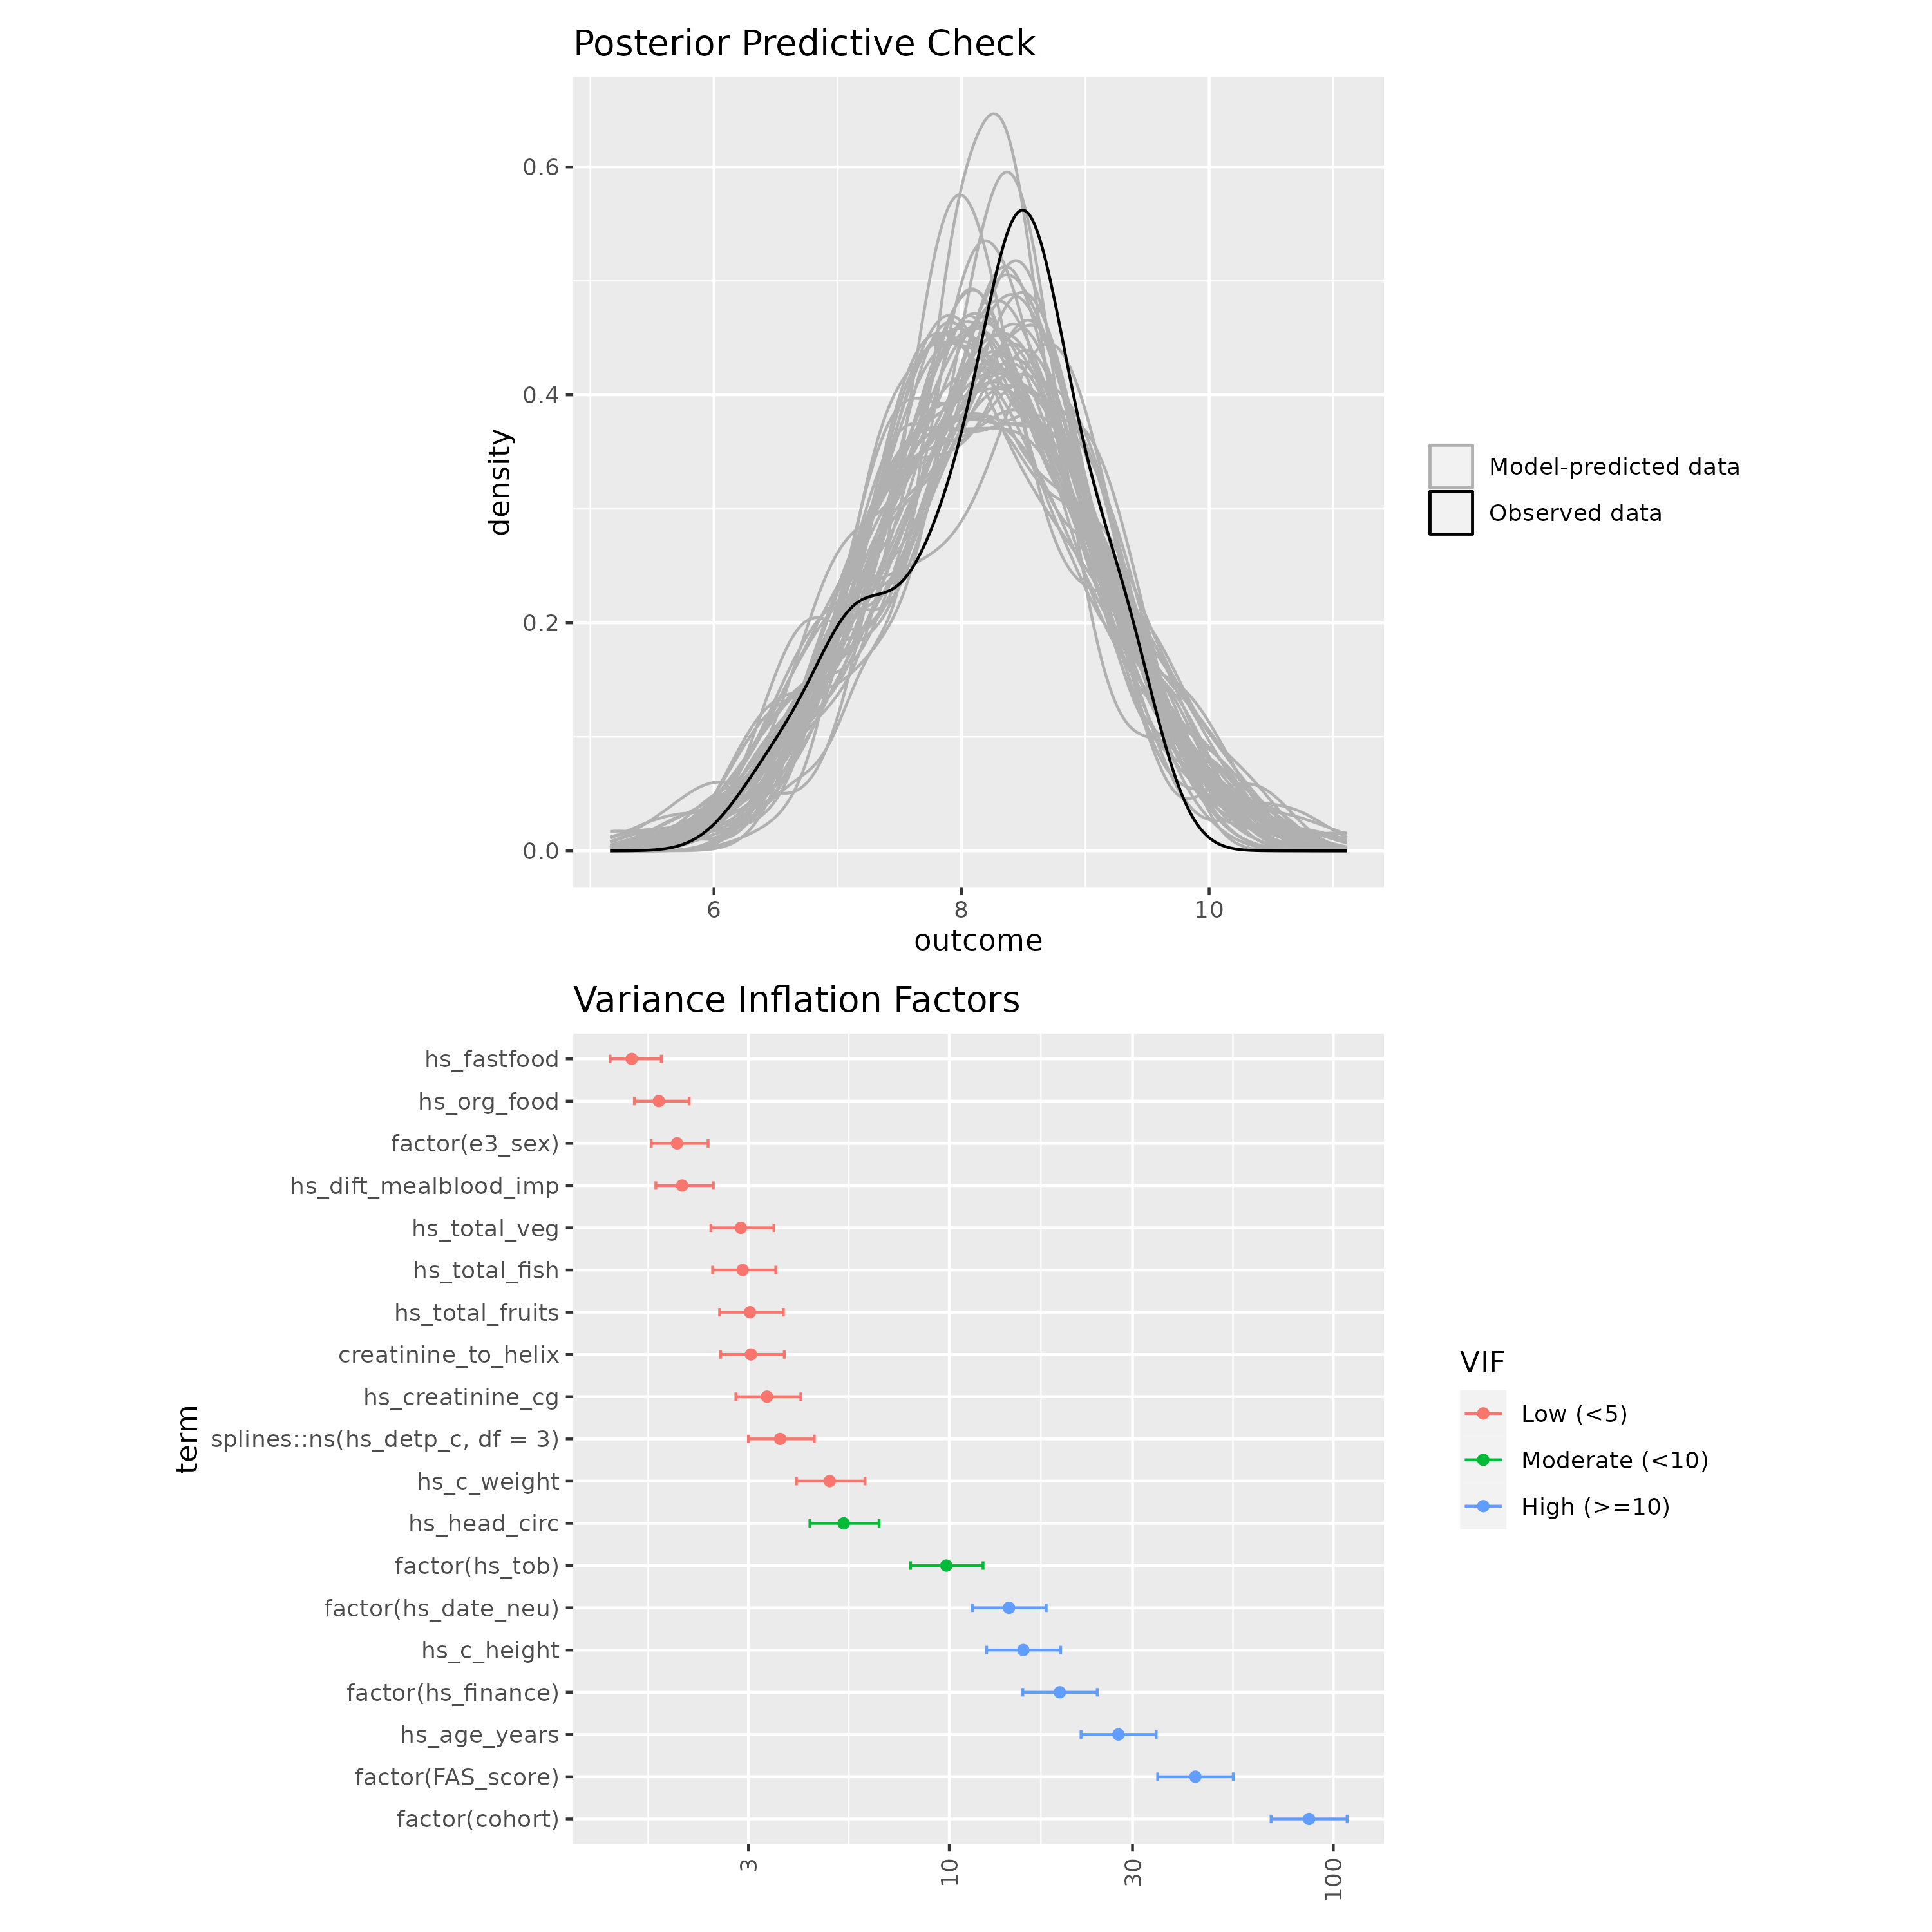 Posterior Predictive Check
0.6
0.4
0.2
0.0
density
6
8
10
outcome
Model-predicted data
Observed data
Variance Inflation Factors
term
hs_fastfood
hs_org_food
factor(e3_sex)
hs_dift_mealblood_imp
hs_total_veg
hs_total_fish
hs_total_fruits
creatinine_to_helix
hs_creatinine_cg
splines::ns(hs_detp_c, df = 3)
hs_c_weight
hs_head_circ
factor(hs_tob)
factor(hs_date_neu)
hs_c_height
factor(hs_finance)
hs_age_years
factor(FAS_score)
factor(cohort)
3
10
30
100
VIF
Low (<5)
Moderate (<10)
High (>=10)